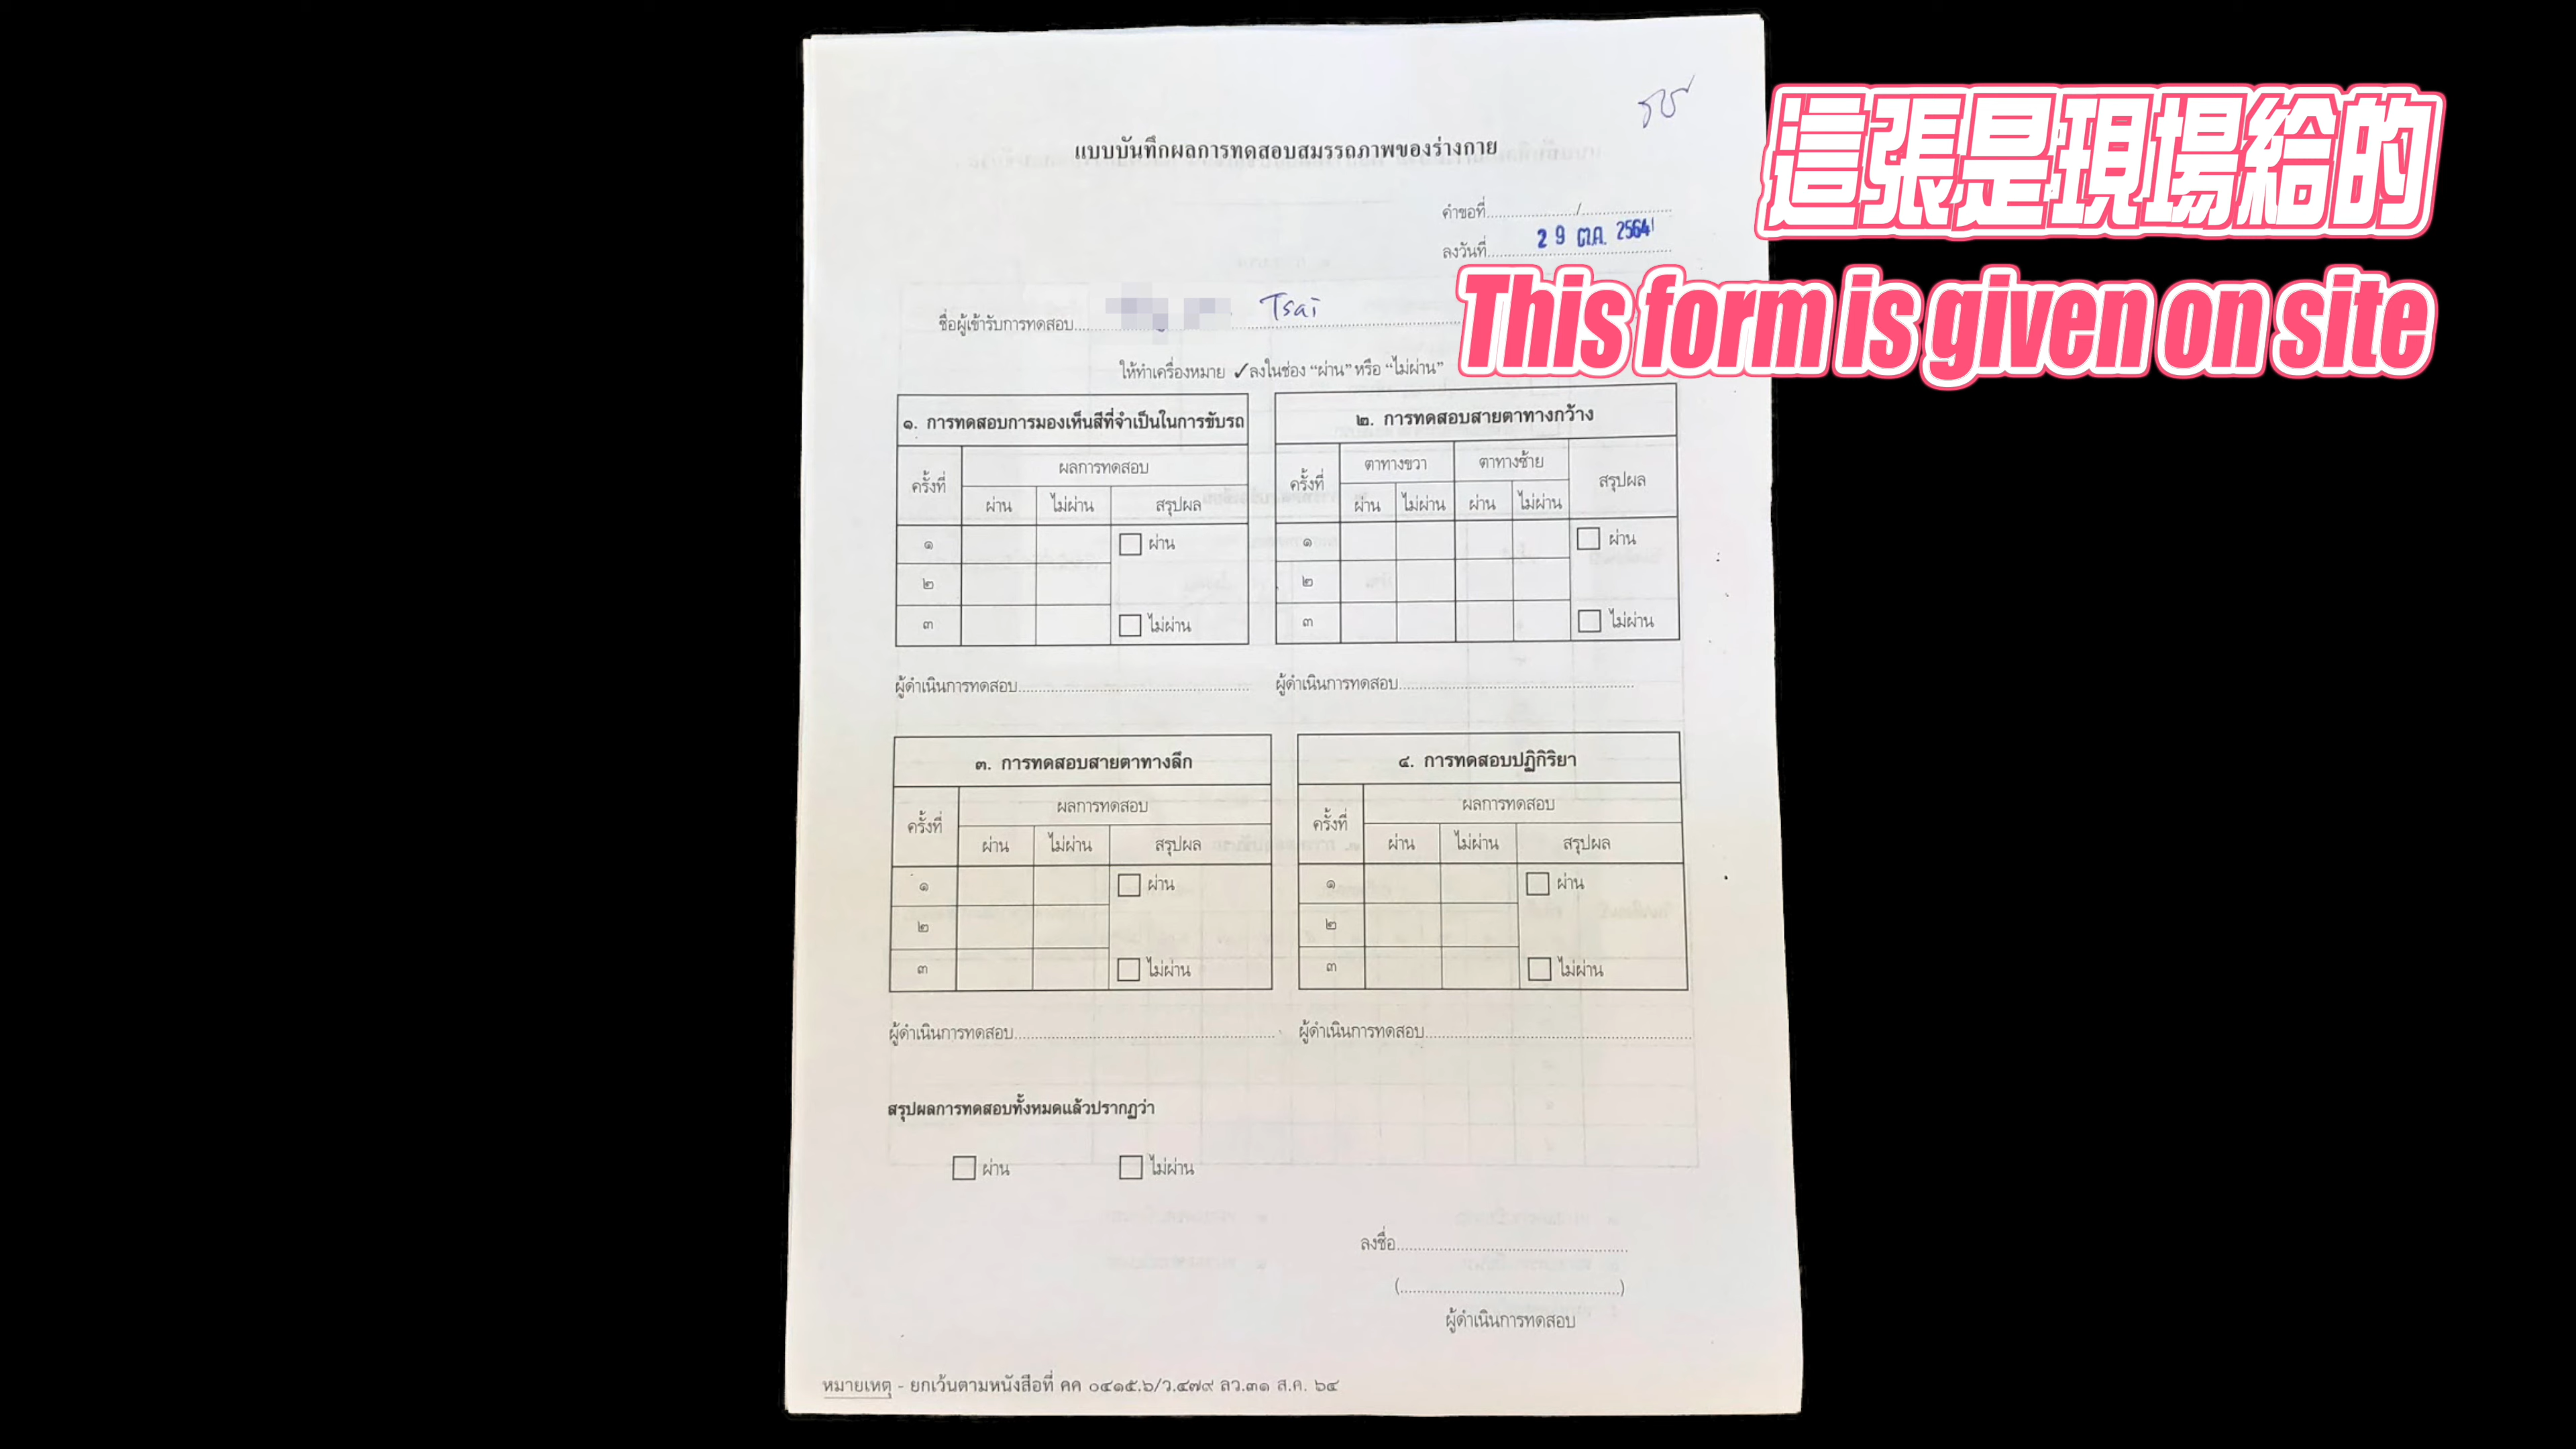 這張是現場給的
This form is given on site
แบบบันทึกผลการทดสอบสมรรถภาพของร่างกาย
คำขอที่................/................
ลงวันที่ 29 ต.ค. 2564
ชื่อผู้เข้ารับการทดสอบ.... Tsai
ให้ทำเครื่องหมาย ✓ลงในช่อง “ผ่าน” หรือ “ไม่ผ่าน”
๑. การทดสอบการมองเห็นสีที่จำเป็นในการขับรถ
ครั้งที่ ผลการทดสอบ
ผ่าน ไม่ผ่าน สรุปผล
๑ ผ่าน
๒
๓ ไม่ผ่าน
ผู้ดำเนินการทดสอบ................
๒. การทดสอบสายตาทางกว้าง
ครั้งที่ ตาทางขวา ตาทางซ้าย สรุปผล
ผ่าน ไม่ผ่าน ผ่าน ไม่ผ่าน
๑ ผ่าน
๒
๓ ไม่ผ่าน
ผู้ดำเนินการทดสอบ................
๓. การทดสอบสายตาทางลึก
ครั้งที่ ผลการทดสอบ
ผ่าน ไม่ผ่าน สรุปผล
๑ ผ่าน
๒
๓ ไม่ผ่าน
ผู้ดำเนินการทดสอบ................
๔. การทดสอบปฏิกิริยา
ครั้งที่ ผลการทดสอบ
ผ่าน ไม่ผ่าน สรุปผล
๑ ผ่าน
๒
๓ ไม่ผ่าน
ผู้ดำเนินการทดสอบ................
สรุปผลการทดสอบทั้งหมดแล้วปรากฏว่า
ผ่าน ไม่ผ่าน
ลงชื่อ................
(................)
ผู้ดำเนินการทดสอบ
หมายเหตุ - ยกเว้นตามหนังสือที่ คค ๐๔๑๕.๖/ว.๔๗๙ ลว.๓๑ ส.ค. ๖๔